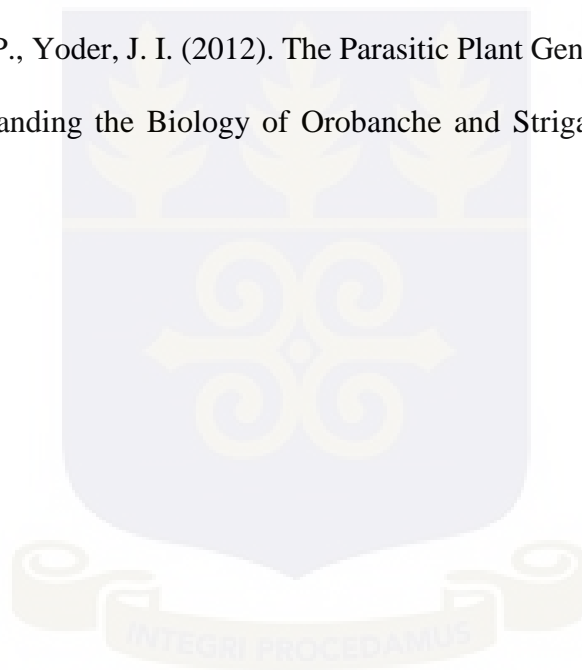 P., Yoder, J. I. (2012). The Parasitic Plant Gen
anding the Biology of Orobanche and Striga
INTEGRI PROCEDAMUS